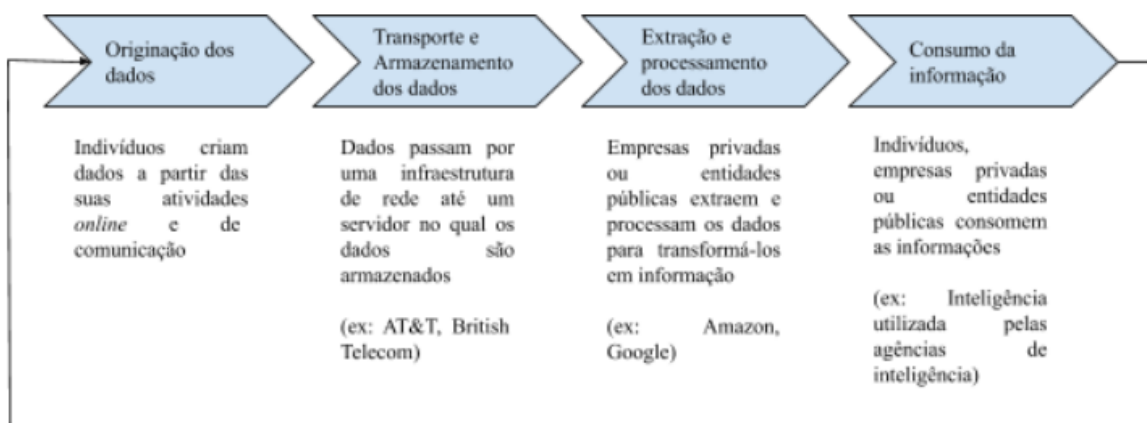 Originação dos
dados
Transporte e
Armazenamento
dos dados
Extração e
processamento
dos dados
Consumo da
informação
Indivíduos criam
dados a partir das
suas atividades
online e de
comunicação
Dados passam por
uma infraestrutura
de rede até um
servidor no qual os
dados são
armazenados
(ex: AT&T, British
Telecom)
Empresas privadas
ou entidades
públicas extraem e
processam os dados
para transformá-los
em informação
(ex: Amazon,
Google)
Indivíduos,
empresas privadas
ou entidades
públicas consomem
as informações
(ex: Inteligência
utilizada pelas
agências de
inteligência)